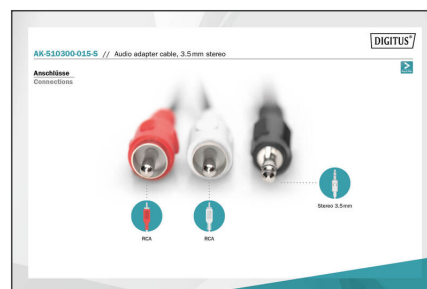 DIGITUS®
AK-510300-015-S // Audio adapter cable, 3.5mm stereo
Anschlüsse
Connections
Stereo 3.5mm
RCA RCA